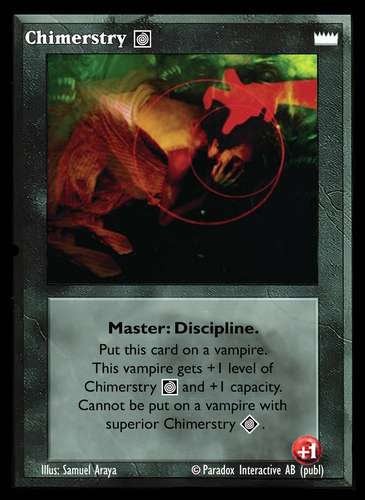 Chimerstry
Master: Discipline.
Put this card on a vampire.
This vampire gets +1 level of
Chimerstry and +1 capacity.
Cannot be put on a vampire with
superior Chimerstry .
+1
Illus: Samuel Araya © Paradox Interactive AB (publ)